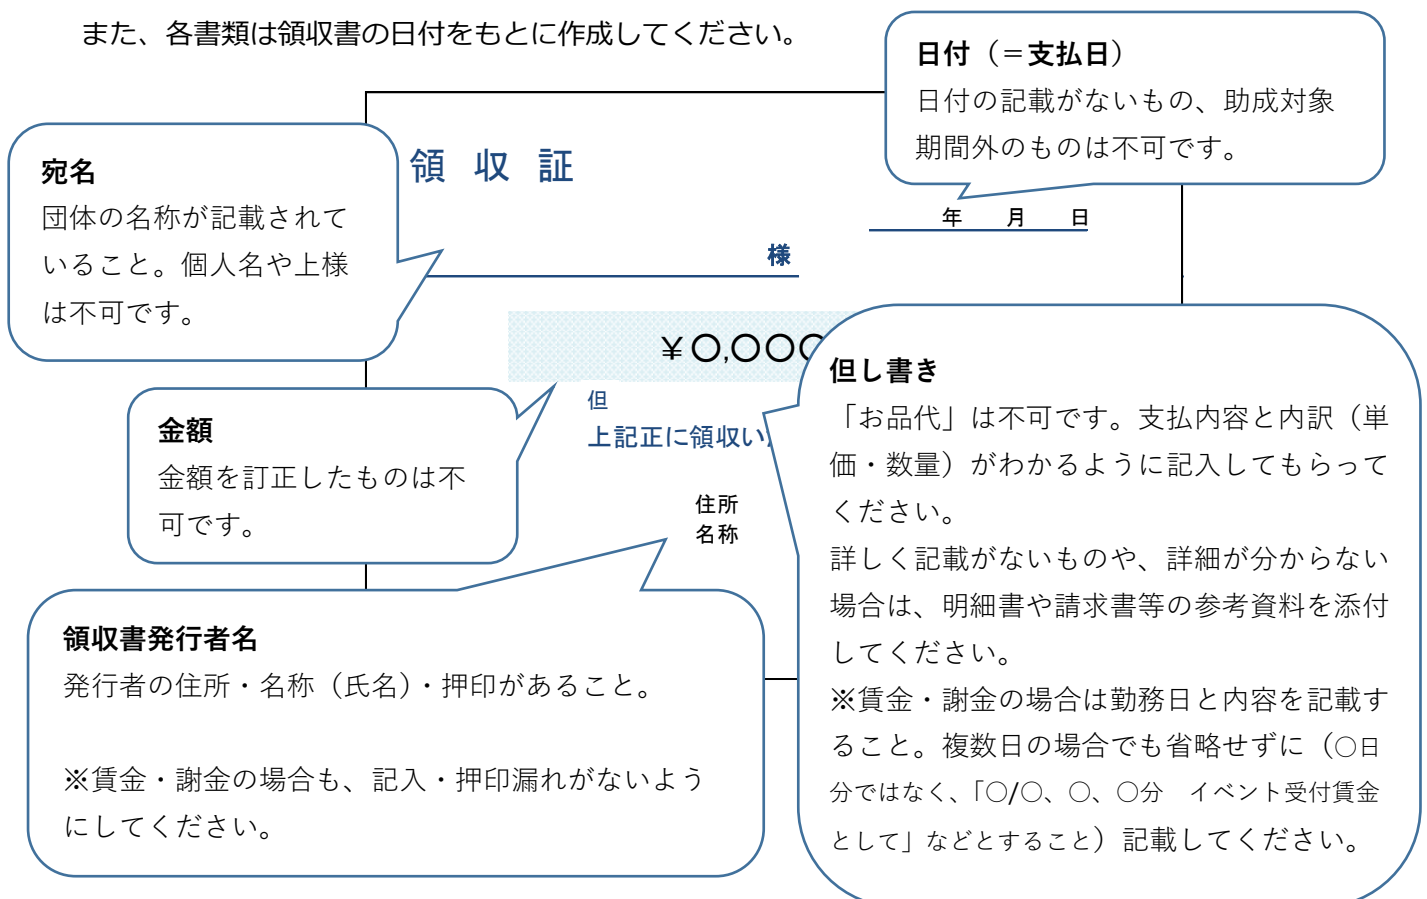 また、各書類は領収書の日付をもとに作成してください。
日付（＝支払日）
日付の記載がないもの、助成対象
期間外のものは不可です。
宛名
団体の名称が記載されて
いること。個人名や上様
は不可です。
領 収 証
年 月 日
様
￥〇,〇〇〇
金額
金額を訂正したものは不
可です。
但
上記正に領収い
住所
名称
但し書き
「お品代」は不可です。支払内容と内訳（単
価・数量）がわかるように記入してもらって
ください。
詳しく記載がないものや、詳細が分からない
場合は、明細書や請求書等の参考資料を添付
してください。
※賃金・謝金の場合は勤務日と内容を記載す
ること。複数日の場合でも省略せずに（○日
分ではなく、「○/○、○、○分　イベント受付賃金
として」などとすること）記載してください。
領収書発行者名
発行者の住所・名称（氏名）・押印があること。
※賃金・謝金の場合も、記入・押印漏れがないよう
にしてください。